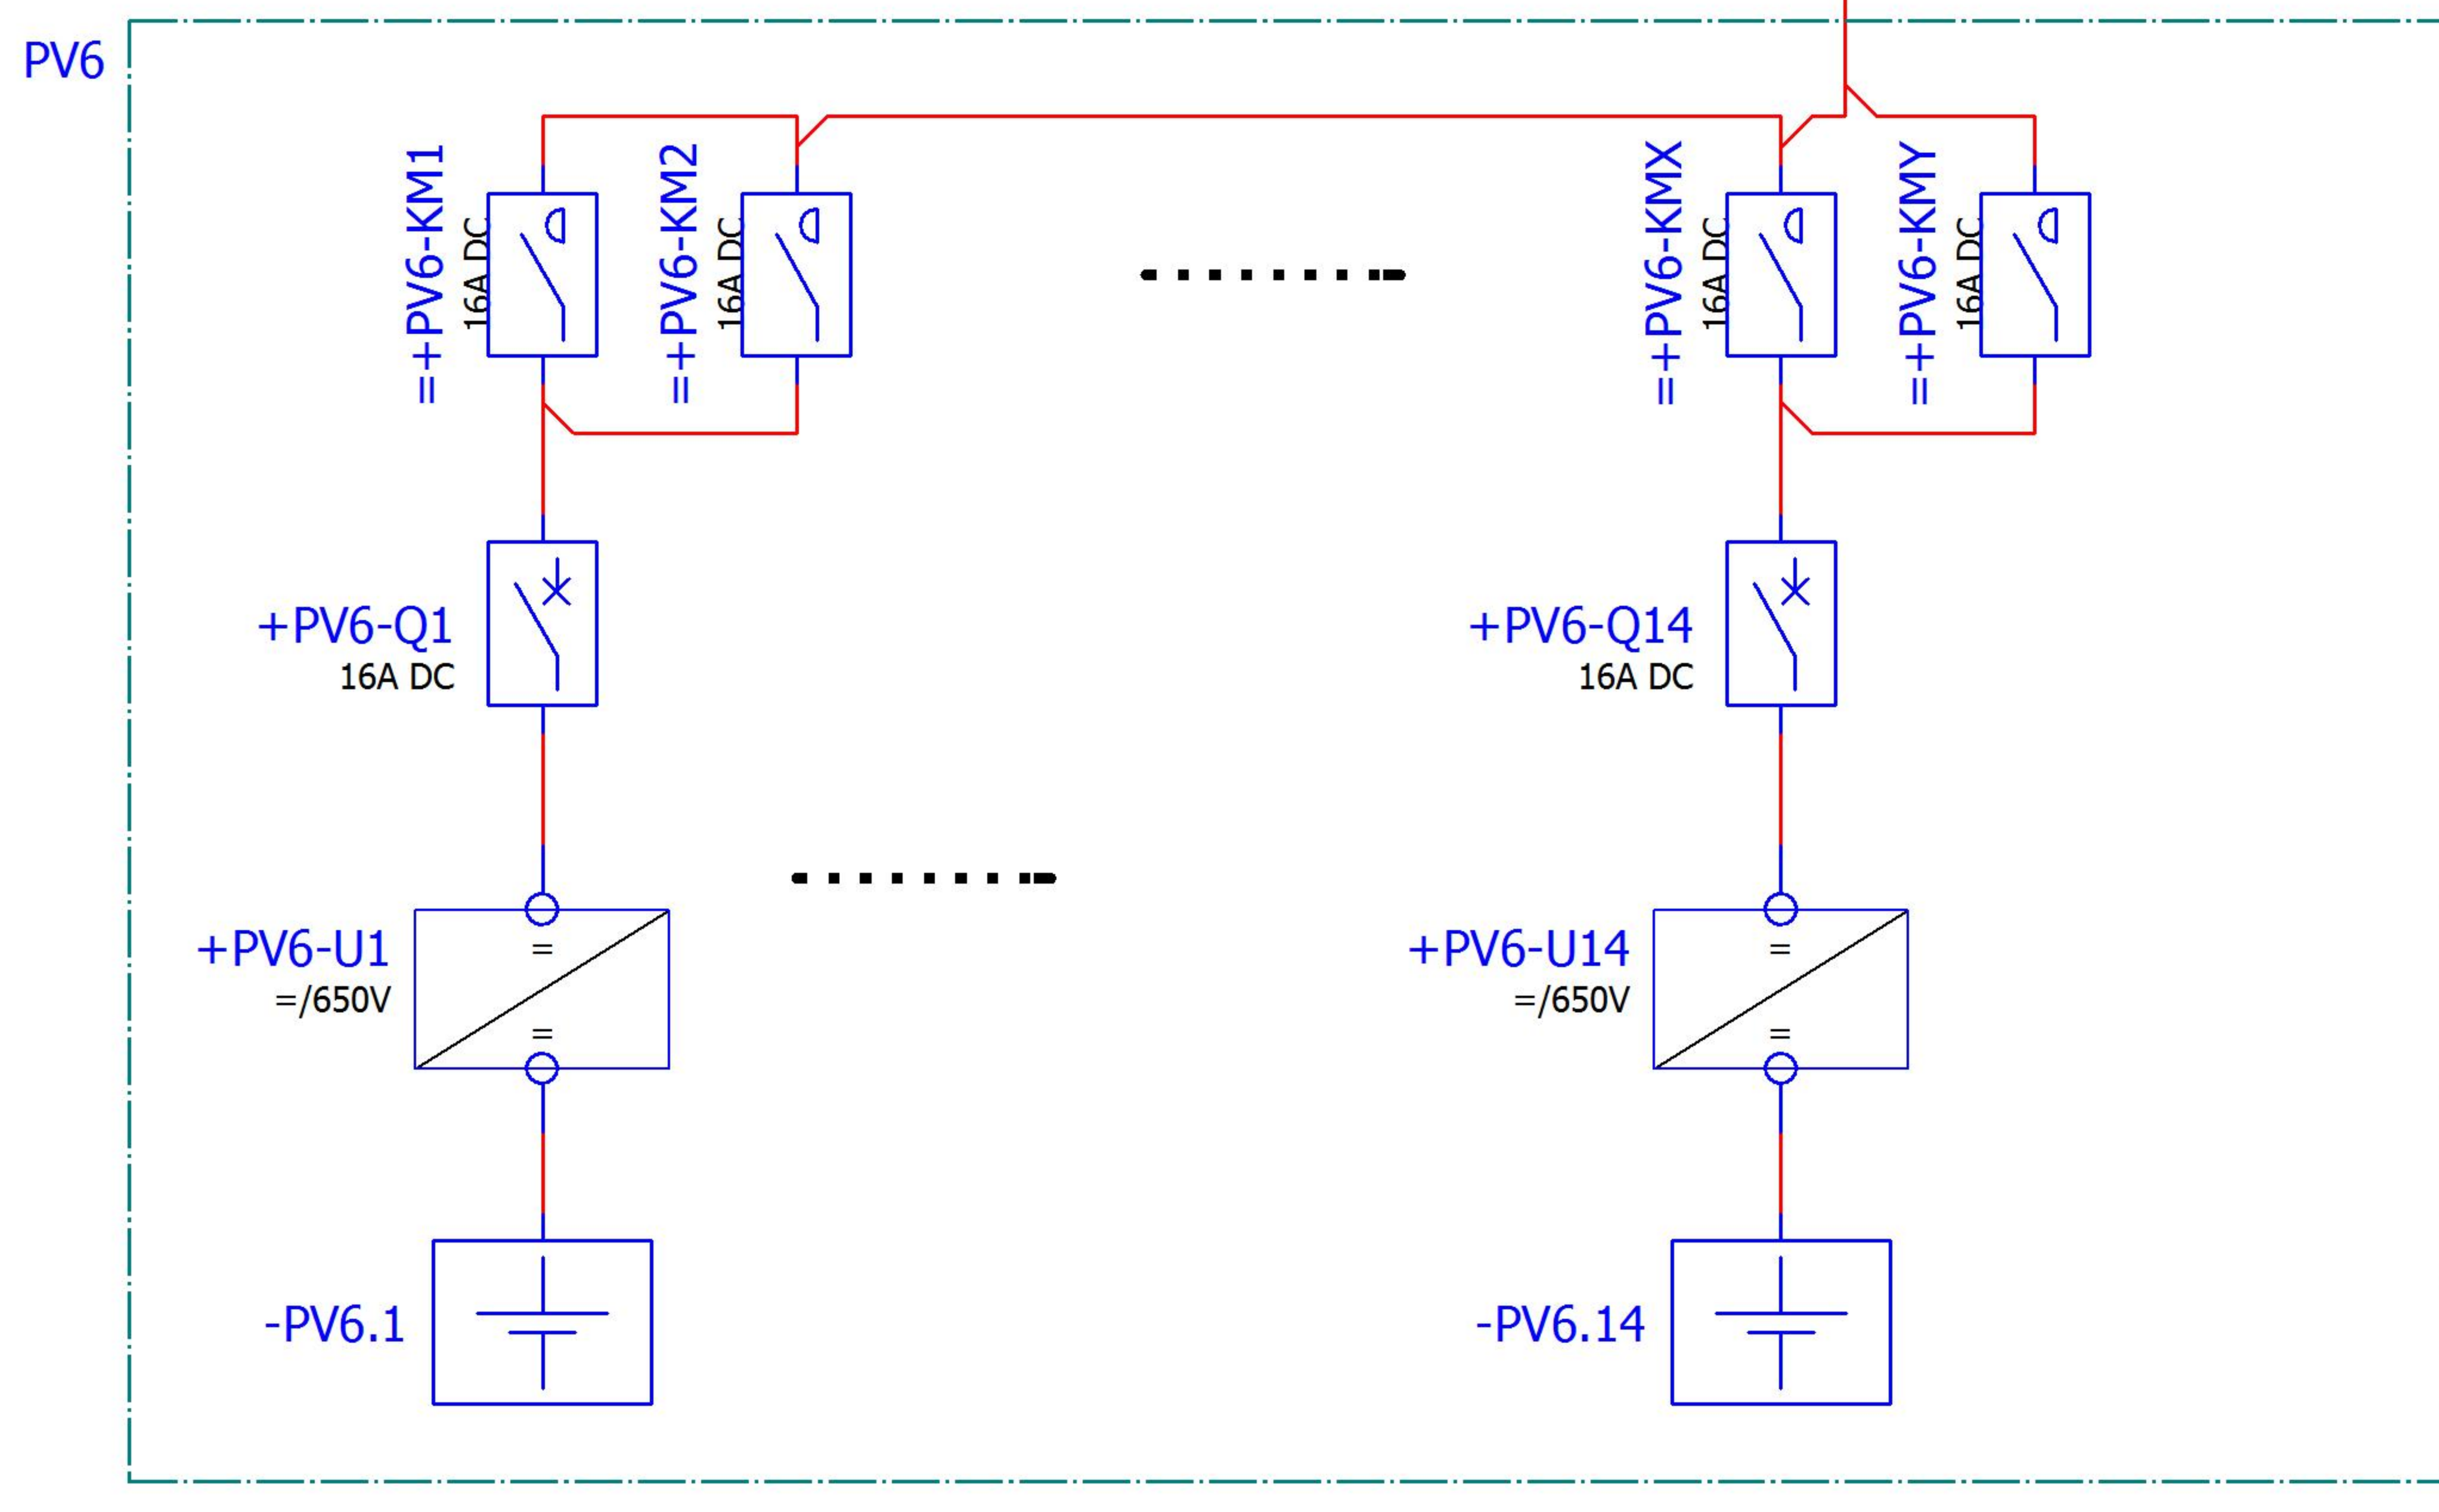 PV6
=+PV6-KM1
16A DC
=+PV6-KM2
16A DC
=+PV6-KMX
16A DC
=+PV6-KMY
16A DC
+PV6-Q1
16A DC
+PV6-Q14
16A DC
+PV6-U1
=/650V
=
=
+PV6-U14
=/650V
=
=
-PV6.1
-PV6.14